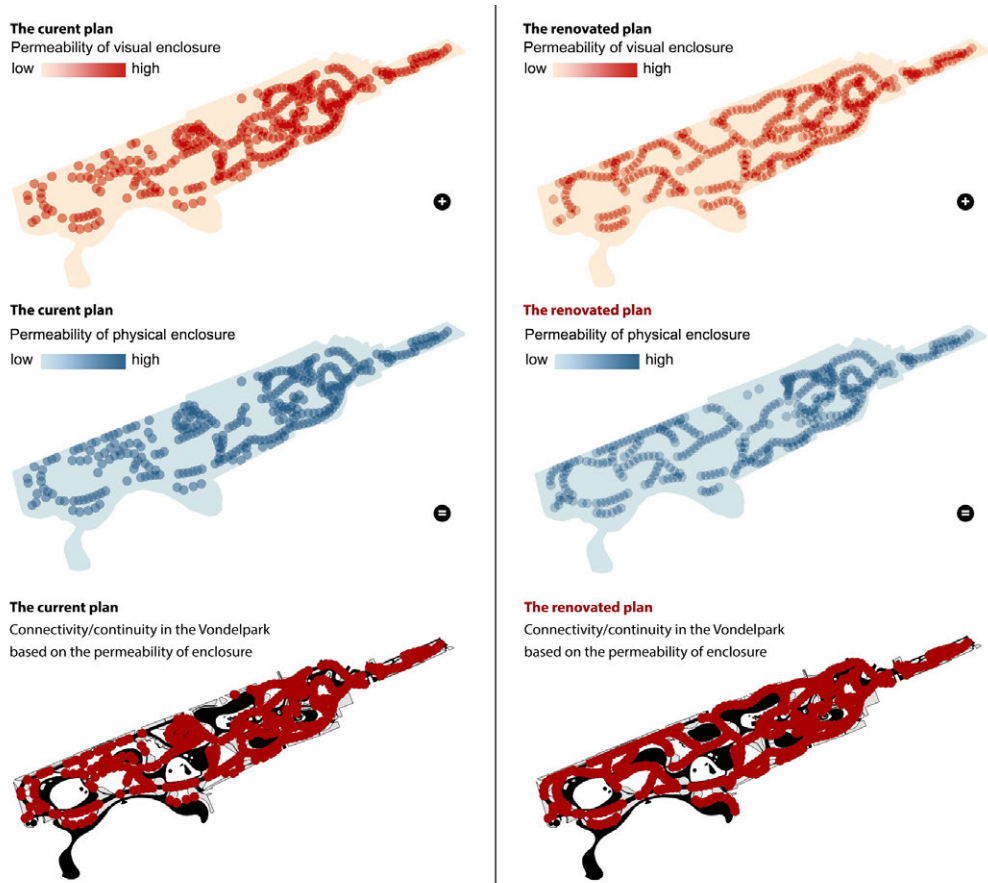 The curent plan
Permeability of visual enclosure
low high
+
The renovated plan
Permeability of visual enclosure
low high
+
The curent plan
Permeability of physical enclosure
low high
=
The renovated plan
Permeability of physical enclosure
low high
=
The current plan
Connectivity/continuity in the Vondelpark
based on the permeability of enclosure
The renovated plan
Connectivity/continuity in the Vondelpark
based on the permeability of enclosure